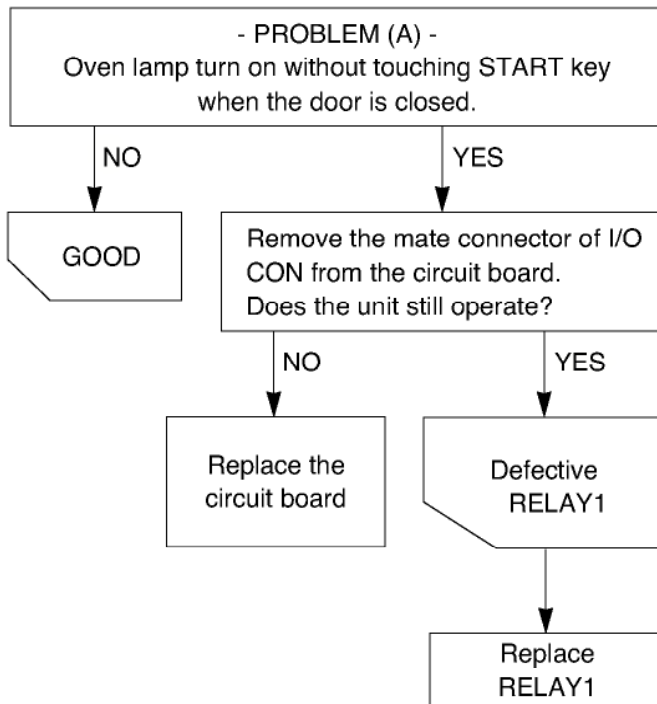 - PROBLEM (A) -
Oven lamp turn on without touching START key
when the door is closed.
NO
YES
GOOD
Remove the mate connector of I/O
CON from the circuit board.
Does the unit still operate?
NO
YES
Replace the
circuit board
Defective
RELAY1
Replace
RELAY1